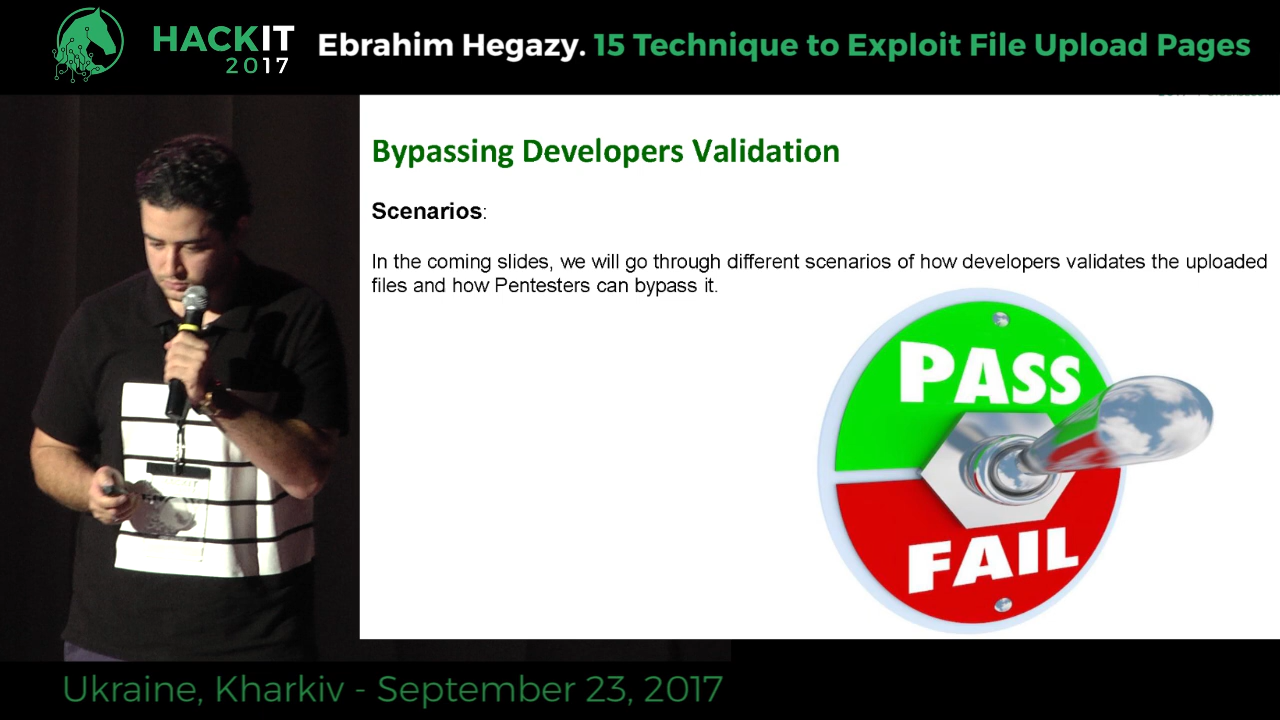 HACKIT
2017
Ebrahim Hegazy. 15 Technique to Exploit File Upload Pages
Bypassing Developers Validation
Scenarios:
In the coming slides, we will go through different scenarios of how developers validates the uploaded
files and how Pentesters can bypass it.
PASS
FAIL
Ukraine, Kharkiv - September 23, 2017